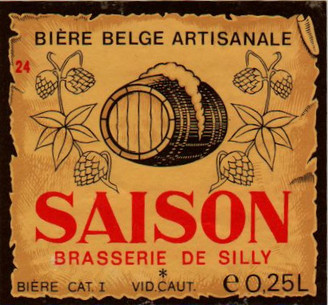 BIÈRE BELGE ARTISANALE
24
SAISON
BRASSERIE DE SILLY
*
BIÈRE CAT. I VID.CAUT. e 0,25L